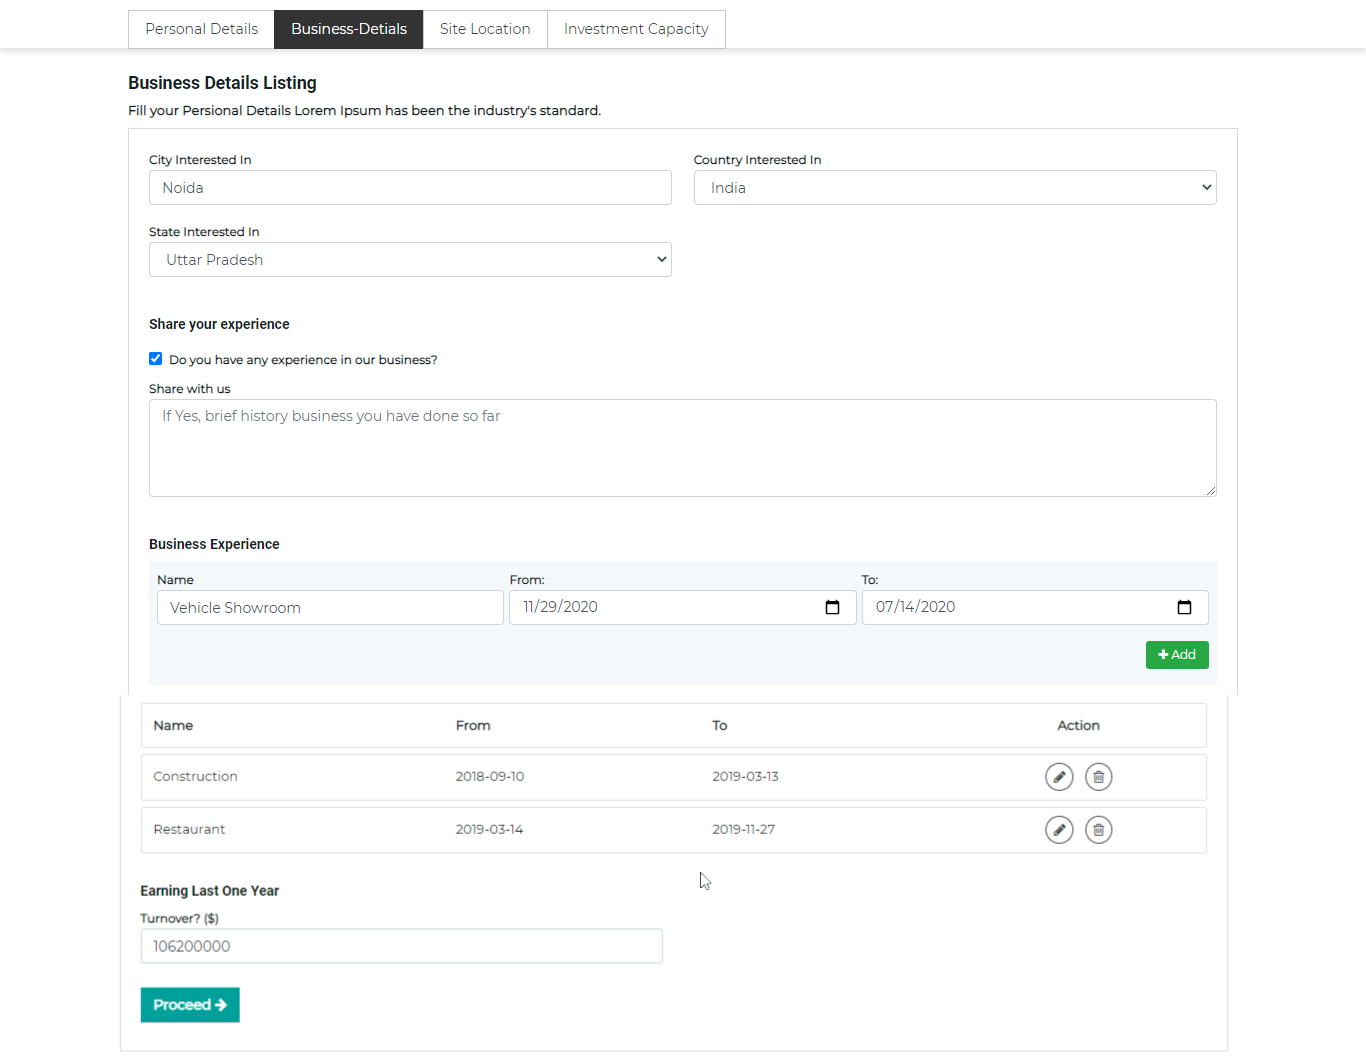 Personal Details Business-Detials Site Location Investment Capacity
Business Details Listing
Fill your Persional Details Lorem Ipsum has been the industry's standard.
City Interested In Country Interested In
Noida India
State Interested In
Uttar Pradesh
Share your experience
Do you have any experience in our business?
Share with us
If Yes, brief history business you have done so far
Business Experience
Name From: To:
Vehicle Showroom 11/29/2020 07/14/2020
+ Add
Name From To Action
Construction 2018-09-10 2019-03-13
Restaurant 2019-03-14 2019-11-27
Earning Last One Year
Turnover? ($)
106200000
Proceed →